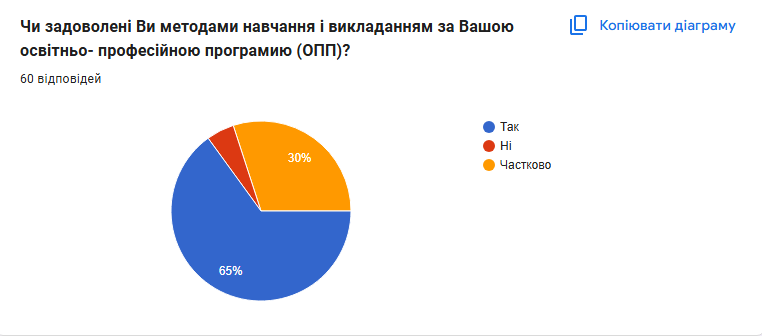 Чи задоволені Ви методами навчання і викладанням за Вашою
освітньо- професійною програмию (ОПП)?
Копіювати діаграму
60 відповідей
Так
Ні
Частково
30%
65%